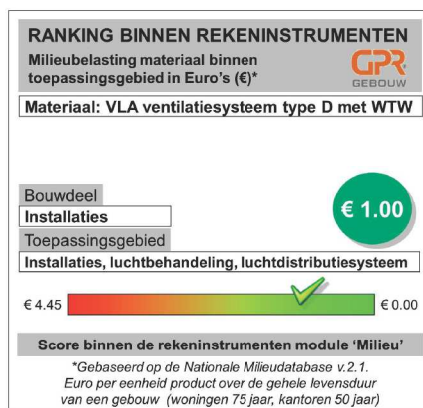 RANKING BINNEN REKENINSTRUMENTEN
Milieubelasting materiaal binnen
toepassingsgebied in Euro's (€)*
GPR
GEBOUW
Materiaal: VLA ventilatiesysteem type D met WTW
Bouwdeel
Installaties
€ 1.00
Toepassingsgebied
Installaties, luchtbehandeling, luchtdistributiesysteem
€ 4.45
€ 0.00
Score binnen de rekeninstrumenten module ‘Milieu’
*Gebaseerd op de Nationale Milieudatabase v.2.1.
Euro per eenheid product over de gehele levensduur
van een gebouw (woningen 75 jaar, kantoren 50 jaar)